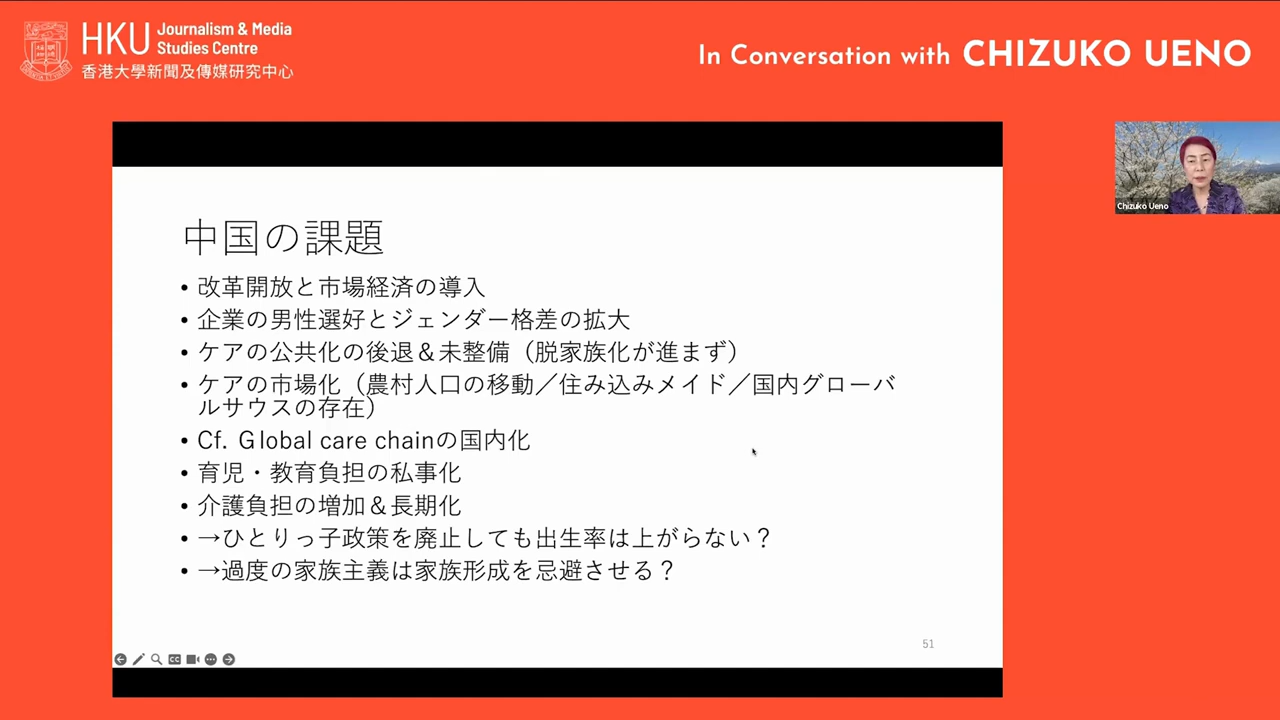 HKU Journalism & Media
Studies Centre
香港大學新聞及傳媒研究中心
In Conversation with CHIZUKO UENO
Chizuko Ueno
中国の課題
• 改革開放と市場経済の導入
• 企業の男性選好とジェンダー格差の拡大
• ケアの公共化の後退＆未整備（脱家族化が進まず）
• ケアの市場化（農村人口の移動／住み込みメイド／国内グローバ
ルサウスの存在）
• Cf. Ｇlobal care chainの国内化
• 育児・教育負担の私事化
• 介護負担の増加＆長期化
• →ひとりっ子政策を廃止しても出生率は上がらない？
• →過度の家族主義は家族形成を忌避させる？
51